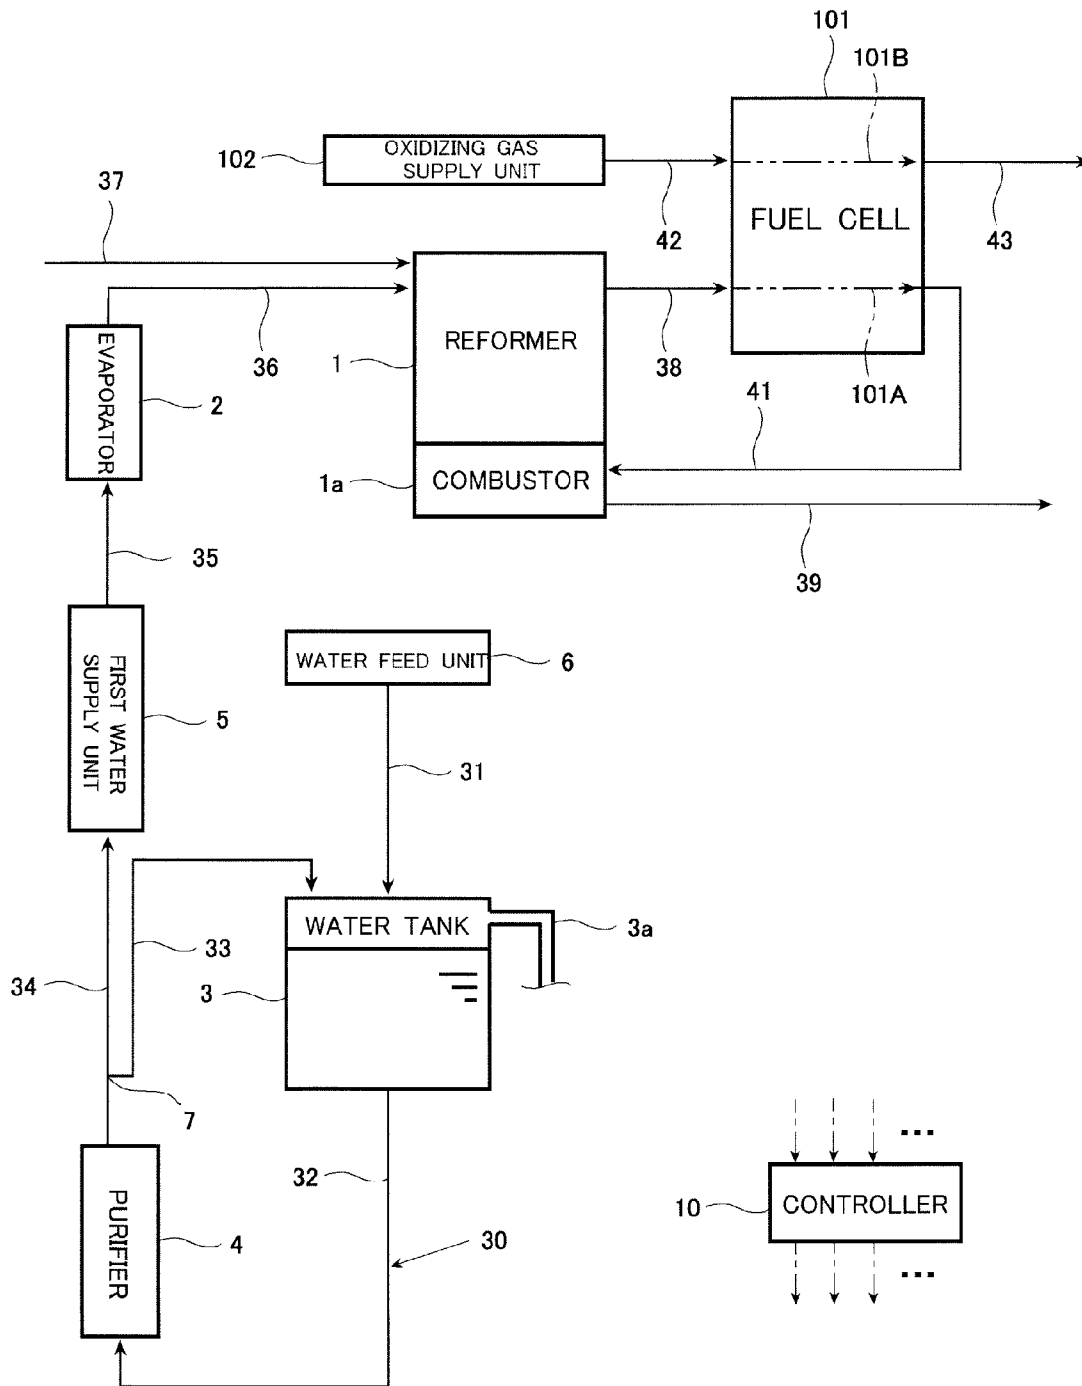 101
101B
102
OXIDIZING GAS
SUPPLY UNIT
37
42
FUEL CELL
43
36
REFORMER
1
38
101A
EVAPORATOR
2
41
1a
COMBUSTOR
39
35
FIRST WATER
SUPPLY UNIT
5
WATER FEED UNIT
6
31
33
WATER TANK
3a
34
3
7
32
PURIFIER
4
30
...
10
CONTROLLER
...